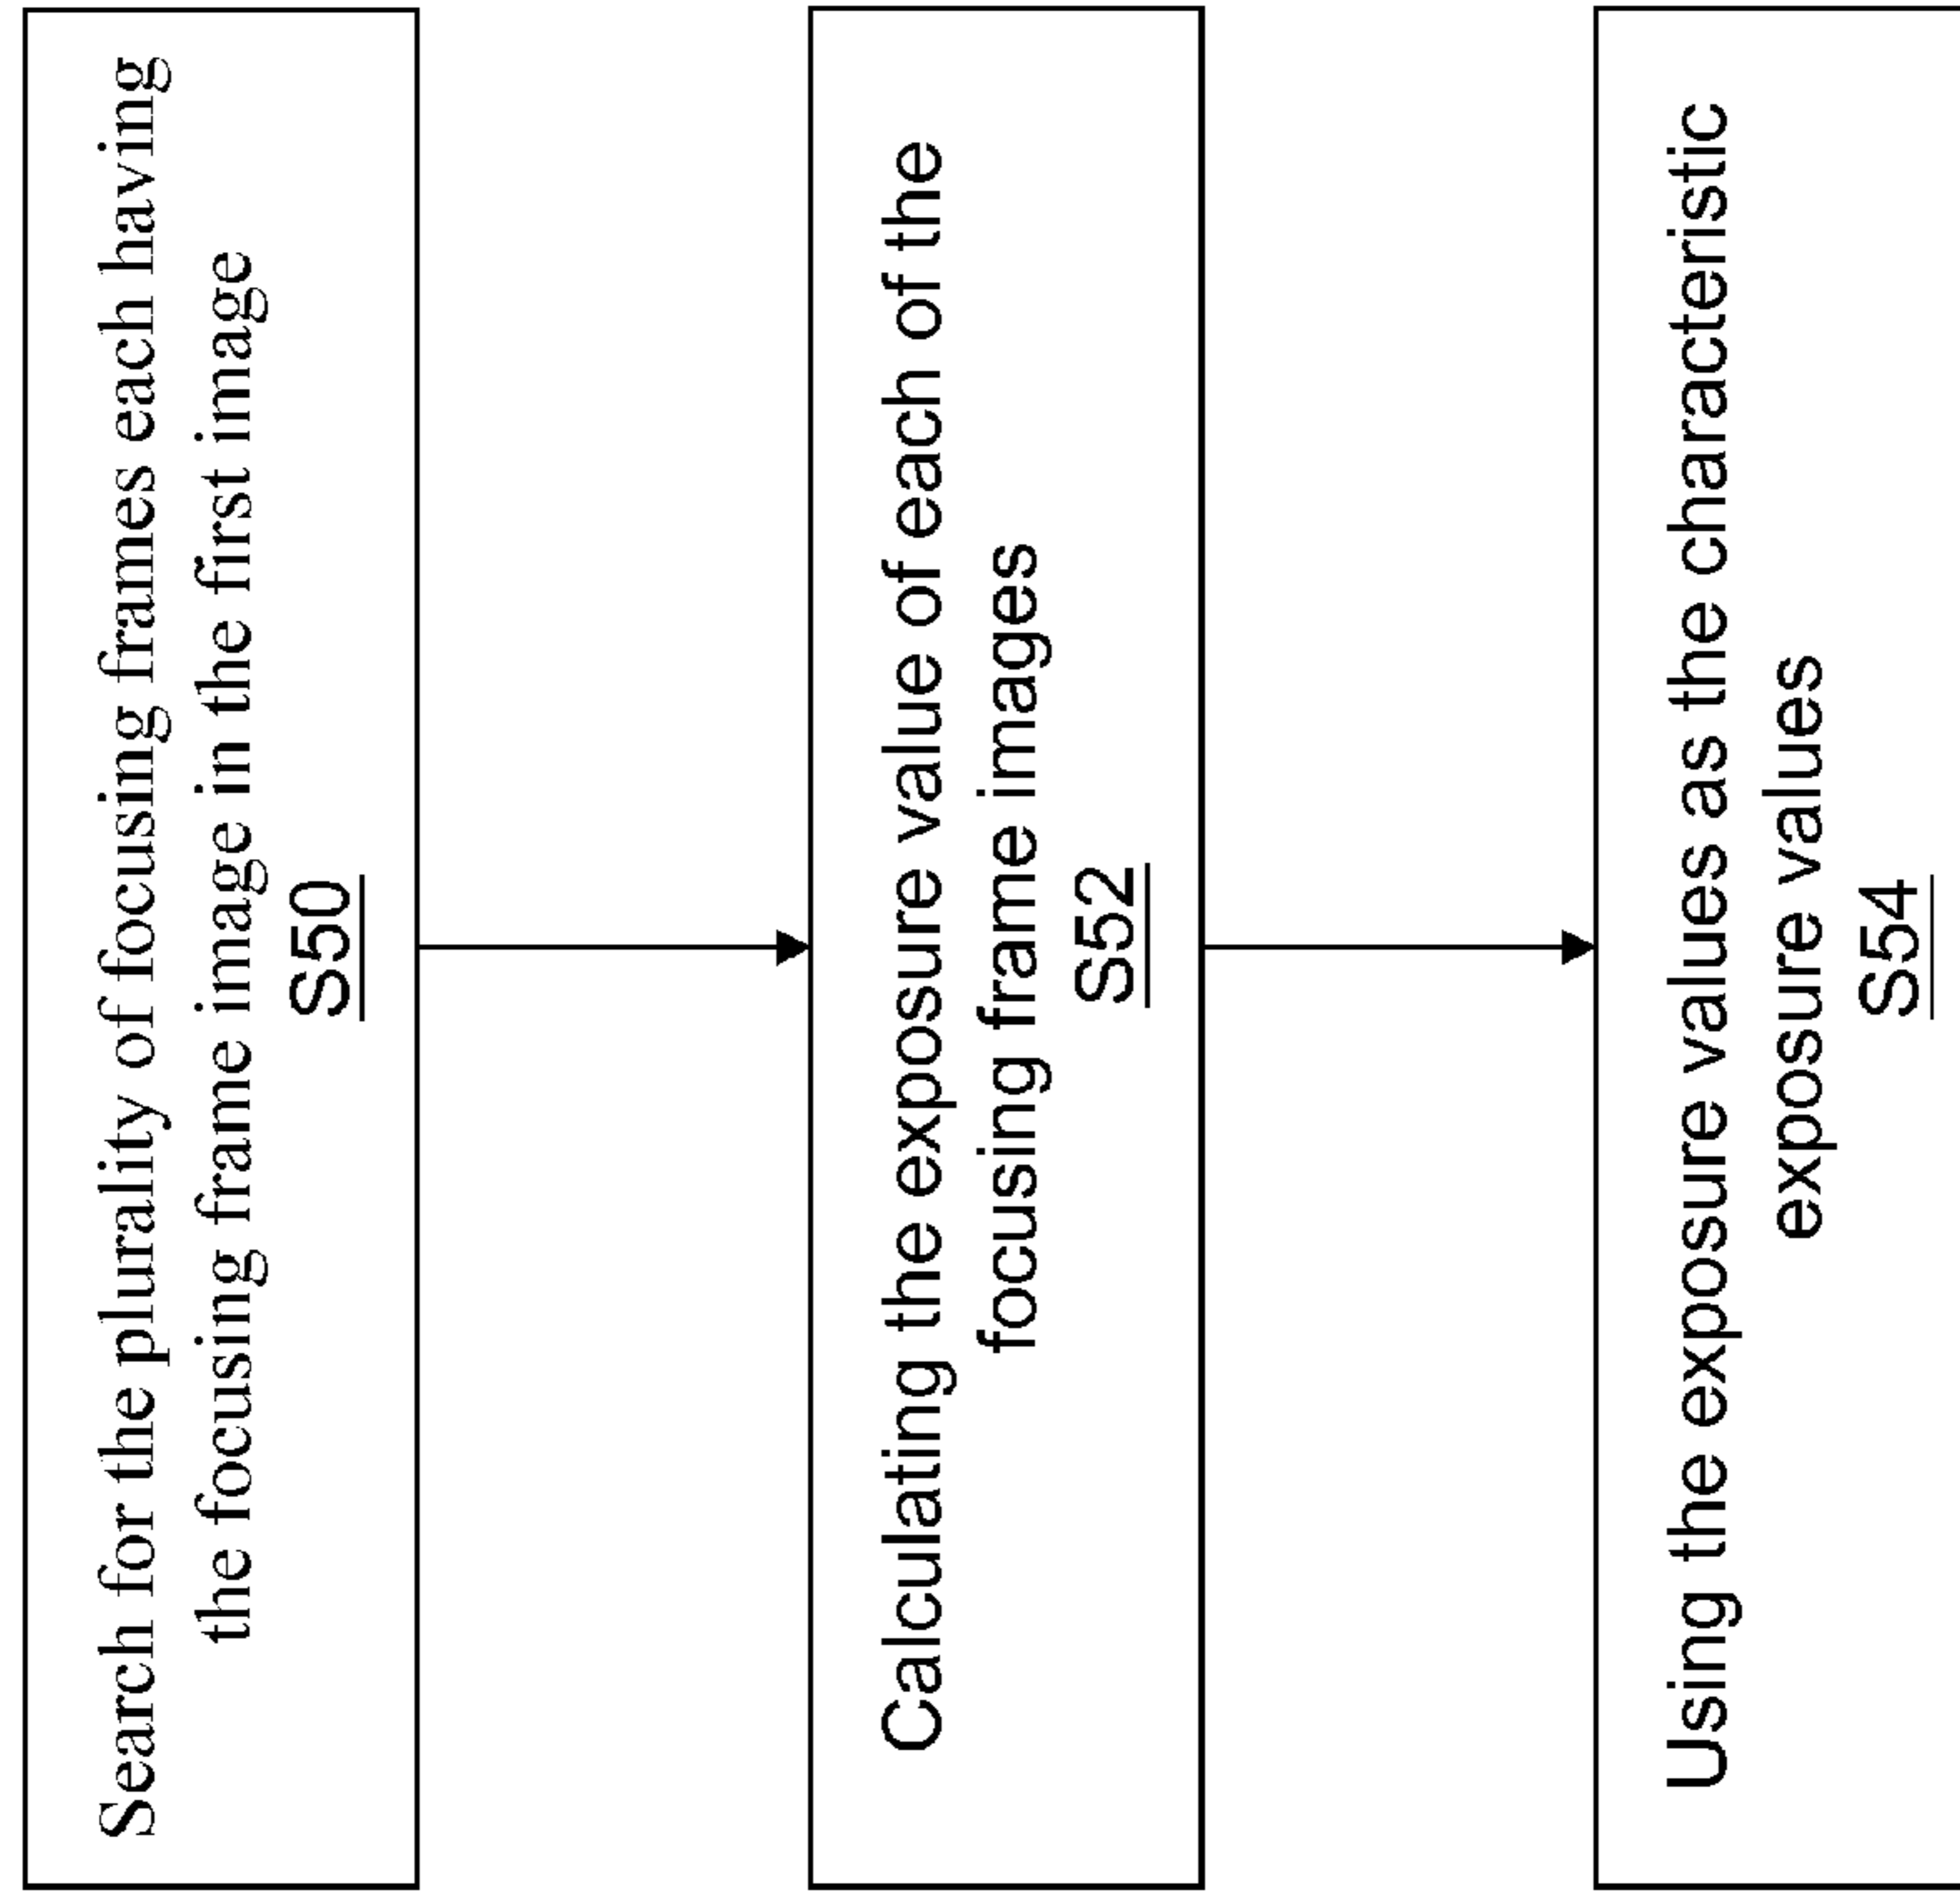 Search for the plurality of focusing frames each having
the focusing frame image in the first image
S50
Calculating the exposure value of each of the
focusing frame images
S52
Using the exposure values as the characteristic
exposure values
S54